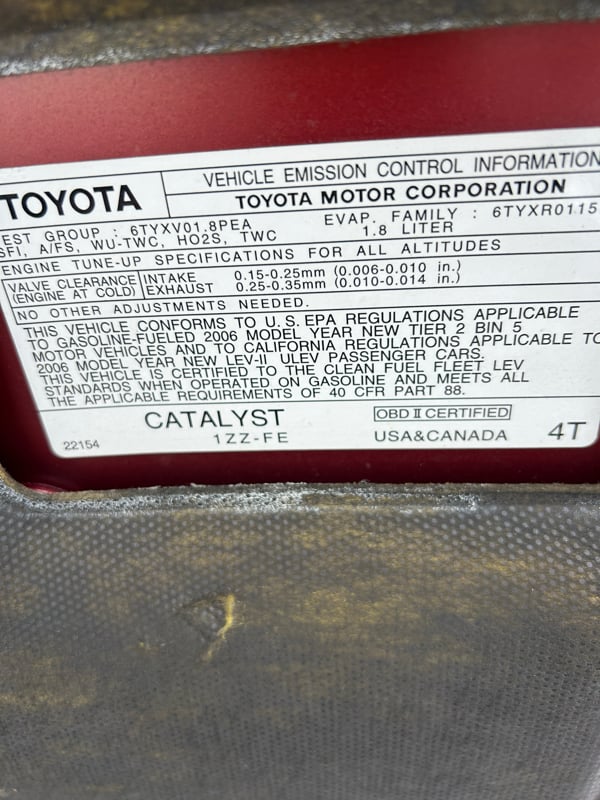 TOYOTA
VEHICLE EMISSION CONTROL INFORMATION
TOYOTA MOTOR CORPORATION
EST GROUP : 6TYXV01.8PEA EVAP. FAMILY : 6TYXR0115
SFI, A/FS, WU-TWC, HO2S, TWC 1.8 LITER
ENGINE TUNE-UP SPECIFICATIONS FOR ALL ALTITUDES
VALVE CLEARANCE INTAKE 0.15-0.25mm (0.006-0.010 in.)
(ENGINE AT COLD) EXHAUST 0.25-0.35mm (0.010-0.014 in.)
NO OTHER ADJUSTMENTS NEEDED.
THIS VEHICLE CONFORMS TO U.S. EPA REGULATIONS APPLICABLE
TO GASOLINE-FUELED 2006 MODEL YEAR NEW TIER 2 BIN 5
MOTOR VEHICLES AND TO CALIFORNIA REGULATIONS APPLICABLE TO
2006 MODEL YEAR NEW LEV-II ULEV PASSENGER CARS.
THIS VEHICLE IS CERTIFIED TO THE CLEAN FUEL FLEET LEV
STANDARDS WHEN OPERATED ON GASOLINE AND MEETS ALL
THE APPLICABLE REQUIREMENTS OF 40 CFR PART 88.
CATALYST OBD II CERTIFIED
22154 1ZZ-FE USA&CANADA 4T